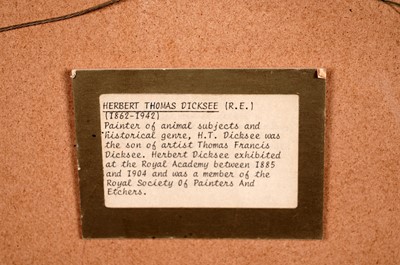 HERBERT THOMAS DICKSEE (R.E.)
(1862-1942)
Painter of animal subjects and
historical genre, H.T. Dicksee was
the son of artist Thomas Francis
Dicksee. Herbert Dicksee exhibited
at the Royal Academy between 1885
and 1904 and was a member of the
Royal Society Of Painters And
Etchers.